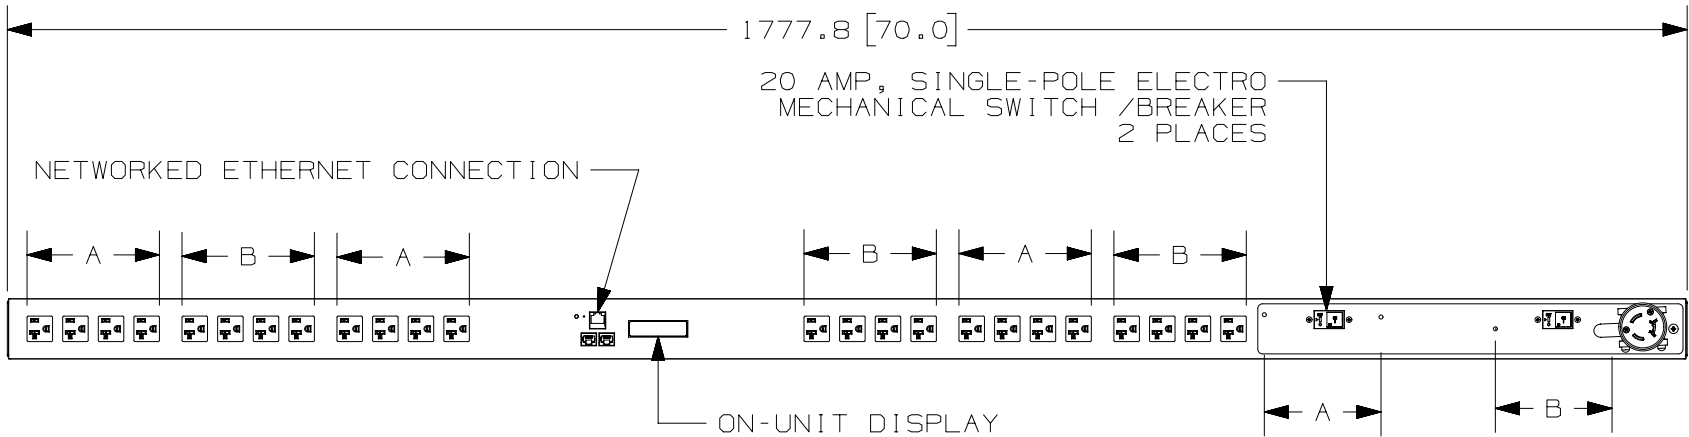 1777.8 [70.0]
20 AMP, SINGLE-POLE ELECTRO
MECHANICAL SWITCH /BREAKER
2 PLACES
NETWORKED ETHERNET CONNECTION
A
B
A
B
A
B
ON-UNIT DISPLAY
A
B